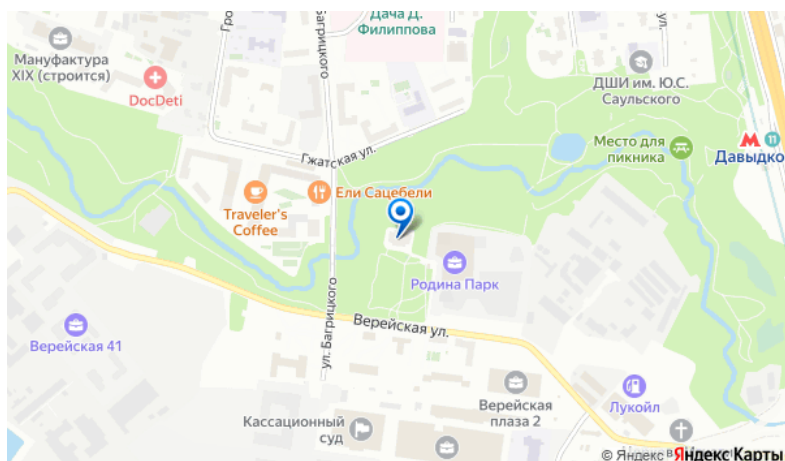 Дача Д.
Филиппова
Мануфактура
XIX (строится)
DocDeti
Багрицкого
ул.
ДШИ им. Ю.С.
Саульского
Место для
пикника
11
Давыдко
Гжатская ул.
Ели Сацебели
Traveler's
Coffee
Родина Парк
ул. Багрицкого
Верейская ул.
Верейская 41
Верейская
плаза 2
Лукойл
Кассационный
суд
© Яндекс Яндекс Карты